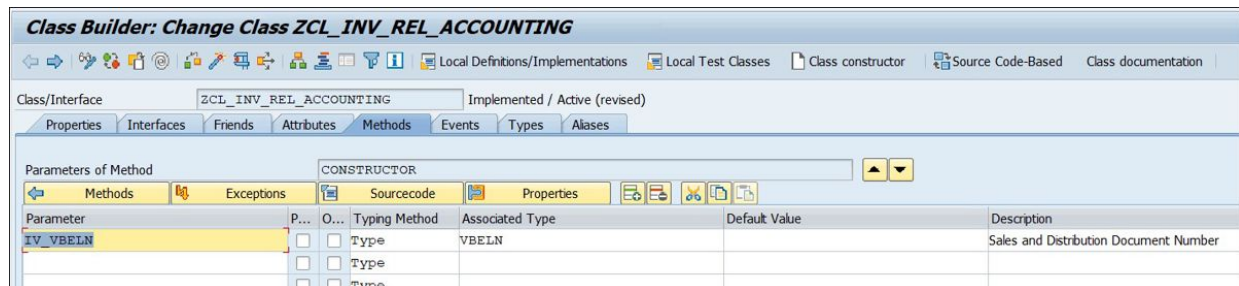 Class Builder: Change Class ZCL_INV_REL_ACCOUNTING
Local Definitions/Implementations Local Test Classes Class constructor Source Code-Based Class documentation
Class/Interface ZCL_INV_REL_ACCOUNTING Implemented / Active (revised)
Properties Interfaces Friends Attributes Methods Events Types Aliases
Parameters of Method CONSTRUCTOR
Methods Exceptions Sourcecode Properties
Parameter P... O... Typing Method Associated Type Default Value Description
IV_VBELN Type VBELN Sales and Distribution Document Number
Type
Type